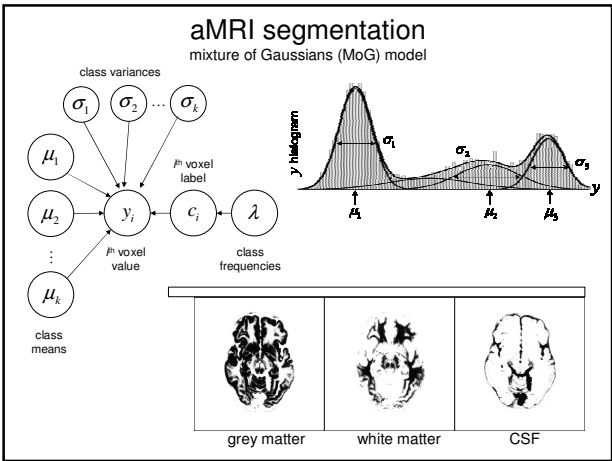 aMRI segmentation
mixture of Gaussians (MoG) model
class variances
σ₁ σ₂ … σₖ
μ₁
iᵗʰ voxel
label
μ₂ yᵢ cᵢ λ
⋮
iᵗʰ voxel
value
class
frequencies
μₖ
class
means
y histogram
σ₁ σ₂ σ₃
y
μ₁ μ₂ μ₃
grey matter white matter CSF